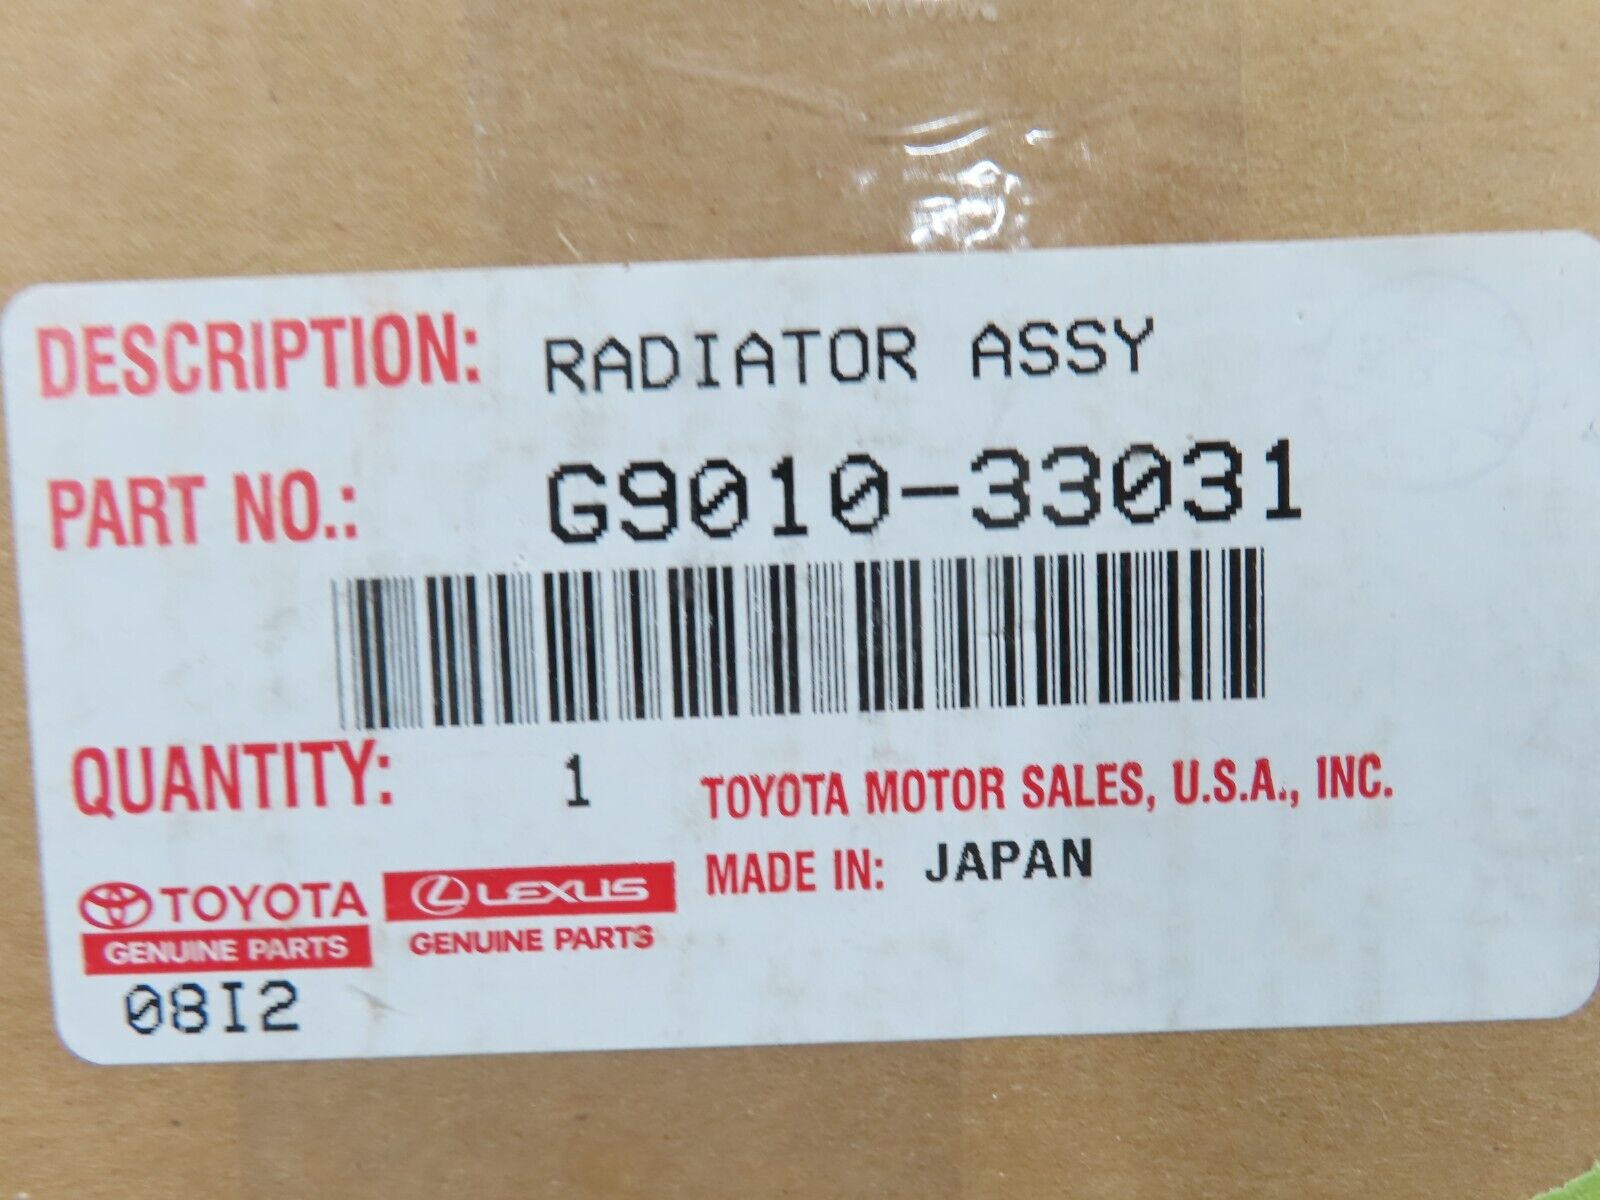 DESCRIPTION: RADIATOR ASSY
PART NO.: G9010-33031
QUANTITY: 1
TOYOTA MOTOR SALES, U.S.A., INC.
MADE IN: JAPAN
TOYOTA
GENUINE PARTS
LEXUS
GENUINE PARTS
08I2